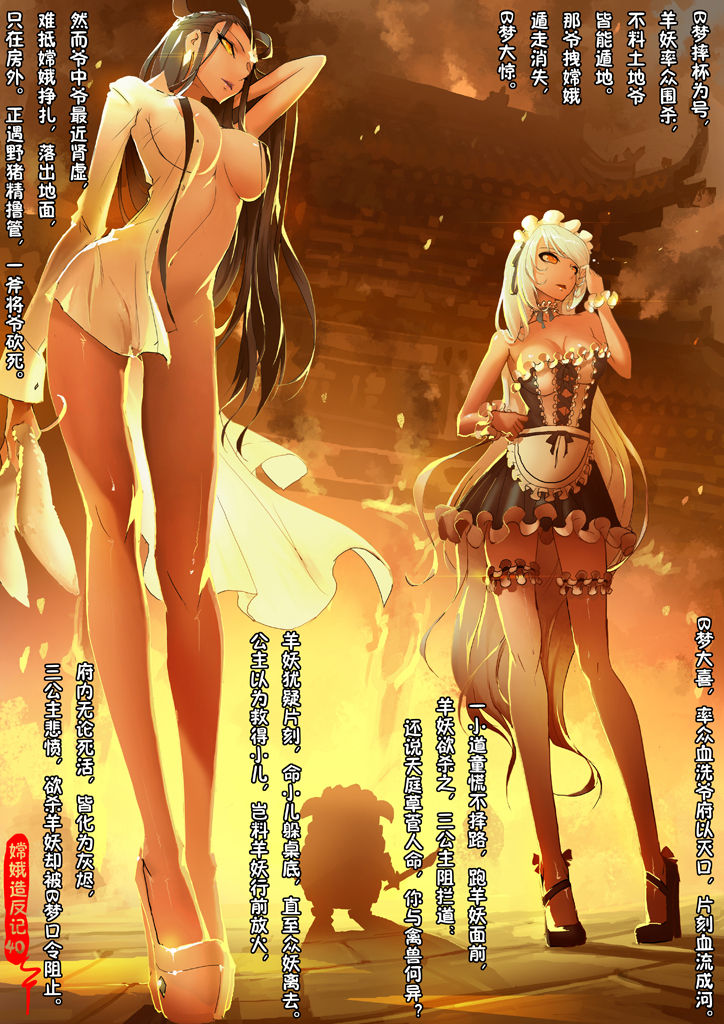 ß梦摔杯为号，
羊妖率众围杀，
不料土地爷
皆能遁地。
那爷拽嫦娥
遁走消失，
ß梦大惊。
然而爷中爷最近肾虚，
难抵嫦娥挣扎，落出地面，
只在房外。正遇野猪精撸管，一斧将爷砍死。
ß梦大喜，率众血洗爷府以灭口，片刻血流成河。
一小道童慌不择路，跑羊妖面前，
羊妖欲杀之，三公主阻拦道：
还说天庭草菅人命，你与禽兽何异？
羊妖犹疑片刻，命小儿躲桌底，直至众妖离去。
公主以为救得小儿，岂料羊妖行前放火，
府内无论死活，皆化为灰烬，
三公主悲愤，欲杀羊妖却被ß梦口令阻止。
嫦娥造反记40